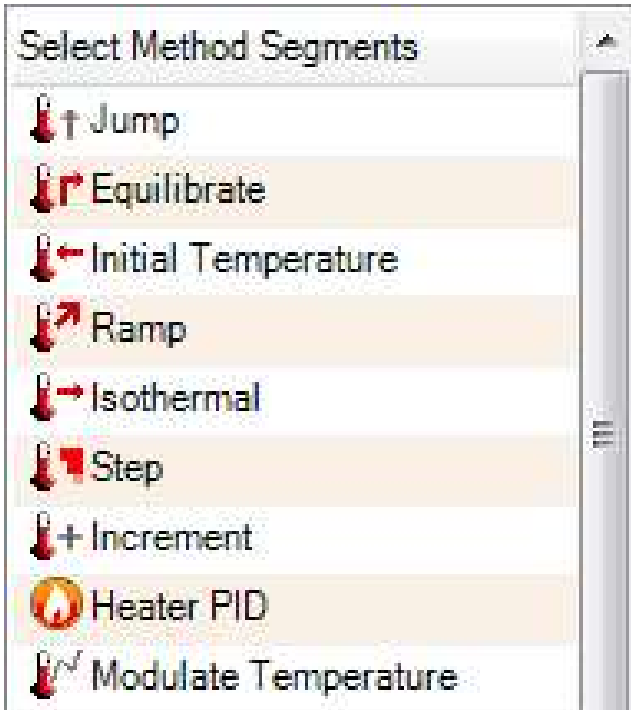 Select Method Segments
Jump
Equilibrate
Initial Temperature
Ramp
Isothermal
Step
Increment
Heater PID
Modulate Temperature